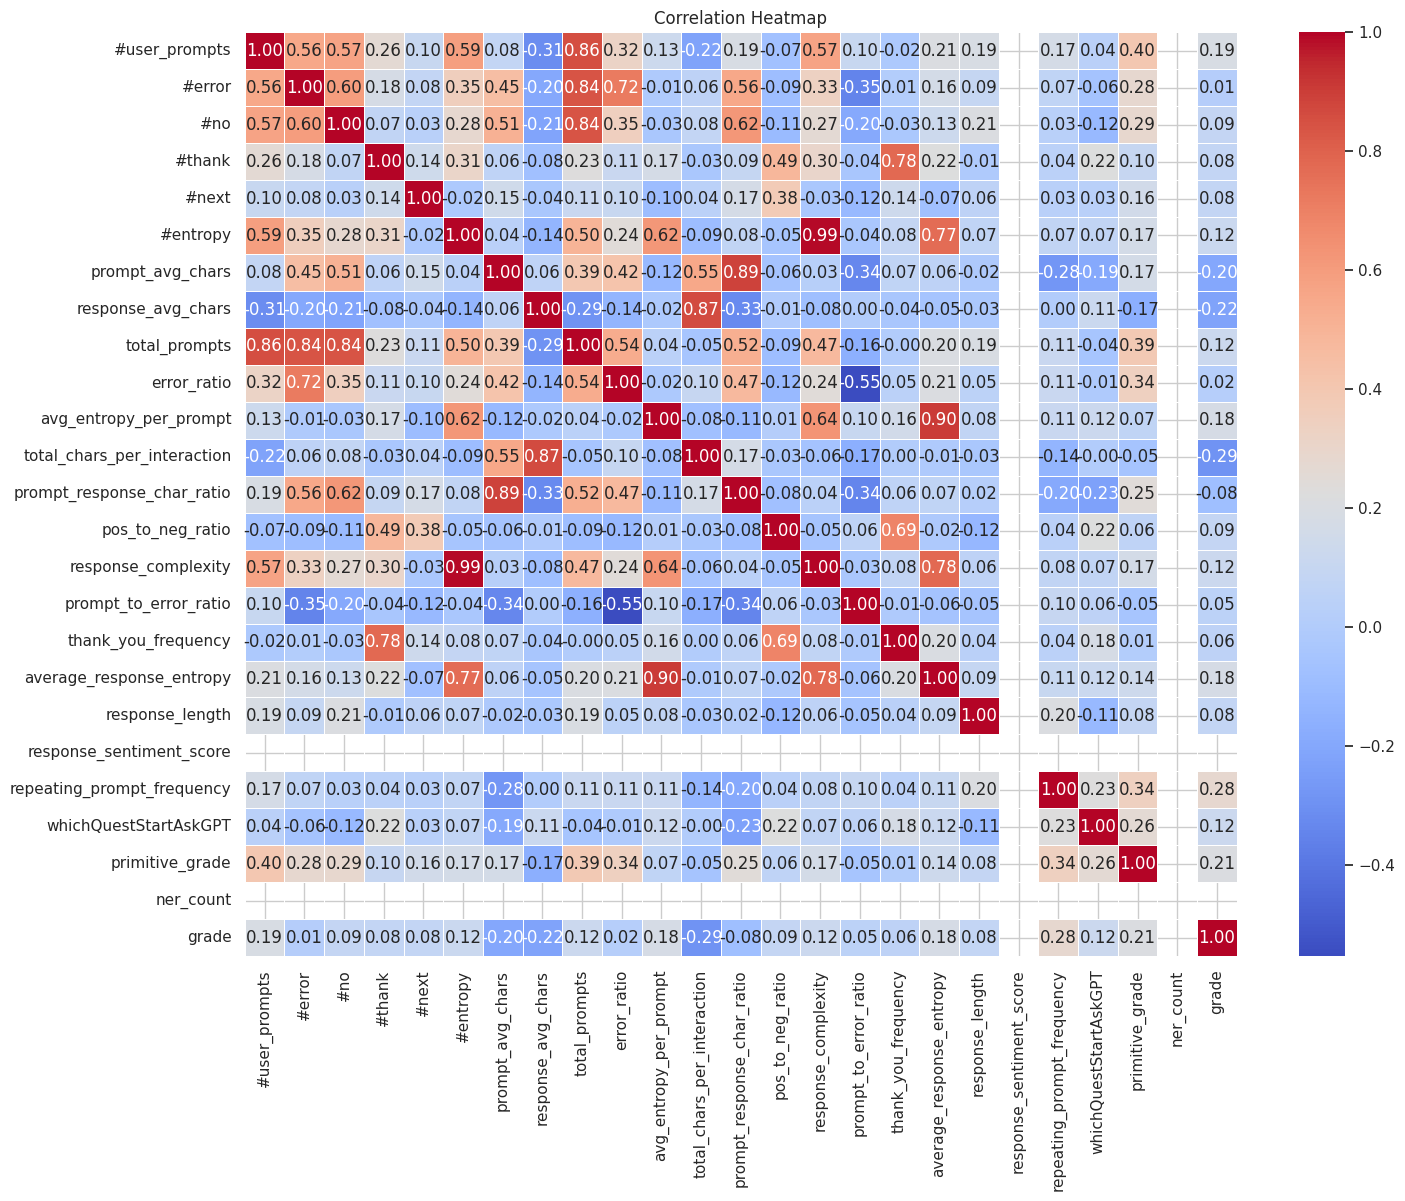 Correlation Heatmap
#user_prompts 1.00 0.56 0.57 0.26 0.10 0.59 0.08 -0.31 0.86 0.32 0.13 -0.22 0.19 -0.07 0.57 0.10 -0.02 0.21 0.19 0.17 0.04 0.40 0.19
#error 0.56 1.00 0.60 0.18 0.08 0.35 0.45 -0.20 0.84 0.72 -0.01 0.06 0.56 -0.09 0.33 -0.35 0.01 0.16 0.09 0.07 -0.06 0.28 0.01
#no 0.57 0.60 1.00 0.07 0.03 0.28 0.51 -0.21 0.84 0.35 -0.03 0.08 0.62 -0.11 0.27 -0.20 -0.03 0.13 0.21 0.03 -0.12 0.29 0.09
#thank 0.26 0.18 0.07 1.00 0.14 0.31 0.06 -0.08 0.23 0.11 0.17 -0.03 0.09 0.49 0.30 -0.04 0.78 0.22 -0.01 0.04 0.22 0.10 0.08
#next 0.10 0.08 0.03 0.14 1.00 -0.02 0.15 -0.04 0.11 0.10 -0.10 0.04 0.17 0.38 -0.03 -0.12 0.14 -0.07 0.06 0.03 0.03 0.16 0.08
#entropy 0.59 0.35 0.28 0.31 -0.02 1.00 0.04 -0.14 0.50 0.24 0.62 -0.09 0.08 -0.05 0.99 -0.04 0.08 0.77 0.07 0.07 0.07 0.17 0.12
prompt_avg_chars 0.08 0.45 0.51 0.06 0.15 0.04 1.00 0.06 0.39 0.42 -0.12 0.55 0.89 -0.06 0.03 -0.34 0.07 0.06 -0.02 -0.28 -0.19 0.17 -0.20
response_avg_chars -0.31 -0.20 -0.21 -0.08 -0.04 -0.14 0.06 1.00 -0.29 -0.14 -0.02 0.87 -0.33 -0.01 -0.08 0.00 -0.04 -0.05 -0.03 0.00 0.11 -0.17 -0.22
total_prompts 0.86 0.84 0.84 0.23 0.11 0.50 0.39 -0.29 1.00 0.54 0.04 -0.05 0.52 -0.09 0.47 -0.16 -0.00 0.20 0.19 0.11 -0.04 0.39 0.12
error_ratio 0.32 0.72 0.35 0.11 0.10 0.24 0.42 -0.14 0.54 1.00 -0.02 0.10 0.47 -0.12 0.24 -0.55 0.05 0.21 0.05 0.11 -0.01 0.34 0.02
avg_entropy_per_prompt 0.13 -0.01 -0.03 0.17 -0.10 0.62 -0.12 -0.02 0.04 -0.02 1.00 -0.08 -0.11 0.01 0.64 0.10 0.16 0.90 0.08 0.11 0.12 0.07 0.18
total_chars_per_interaction -0.22 0.06 0.08 -0.03 0.04 -0.09 0.55 0.87 -0.05 0.10 -0.08 1.00 0.17 -0.03 -0.06 -0.17 0.00 -0.01 -0.03 -0.14 -0.00 -0.05 -0.29
prompt_response_char_ratio 0.19 0.56 0.62 0.09 0.17 0.08 0.89 -0.33 0.52 0.47 -0.11 0.17 1.00 -0.08 0.04 -0.34 0.06 0.07 0.02 -0.20 -0.23 0.25 -0.08
pos_to_neg_ratio -0.07 -0.09 -0.11 0.49 0.38 -0.05 -0.06 -0.01 -0.09 -0.12 0.01 -0.03 -0.08 1.00 -0.05 0.06 0.69 -0.02 -0.12 0.04 0.22 0.06 0.09
response_complexity 0.57 0.33 0.27 0.30 -0.03 0.99 0.03 -0.08 0.47 0.24 0.64 -0.06 0.04 -0.05 1.00 -0.03 0.08 0.78 0.06 0.08 0.07 0.17 0.12
prompt_to_error_ratio 0.10 -0.35 -0.20 -0.04 -0.12 -0.04 -0.34 0.00 -0.16 -0.55 0.10 -0.17 -0.34 0.06 -0.03 1.00 -0.01 -0.06 -0.05 0.10 0.06 -0.05 0.05
thank_you_frequency -0.02 0.01 -0.03 0.78 0.14 0.08 0.07 -0.04 -0.00 0.05 0.16 0.00 0.06 0.69 0.08 -0.01 1.00 0.20 0.04 0.04 0.18 0.01 0.06
average_response_entropy 0.21 0.16 0.13 0.22 -0.07 0.77 0.06 -0.05 0.20 0.21 0.90 -0.01 0.07 -0.02 0.78 -0.06 0.20 1.00 0.09 0.11 0.12 0.14 0.18
response_length 0.19 0.09 0.21 -0.01 0.06 0.07 -0.02 -0.03 0.19 0.05 0.08 -0.03 0.02 -0.12 0.06 -0.05 0.04 0.09 1.00 0.20 -0.11 0.08 0.08
response_sentiment_score
repeating_prompt_frequency 0.17 0.07 0.03 0.04 0.03 0.07 -0.28 0.00 0.11 0.11 0.11 -0.14 -0.20 0.04 0.08 0.10 0.04 0.11 0.20 1.00 0.23 0.34 0.28
whichQuestStartAskGPT 0.04 -0.06 -0.12 0.22 0.03 0.07 -0.19 0.11 -0.04 -0.01 0.12 -0.00 -0.23 0.22 0.07 0.06 0.18 0.12 -0.11 0.23 1.00 0.26 0.12
primitive_grade 0.40 0.28 0.29 0.10 0.16 0.17 0.17 -0.17 0.39 0.34 0.07 -0.05 0.25 0.06 0.17 -0.05 0.01 0.14 0.08 0.34 0.26 1.00 0.21
ner_count
grade 0.19 0.01 0.09 0.08 0.08 0.12 -0.20 -0.22 0.12 0.02 0.18 -0.29 -0.08 0.09 0.12 0.05 0.06 0.18 0.08 0.28 0.12 0.21 1.00
#user_prompts
#error
#no
#thank
#next
#entropy
prompt_avg_chars
response_avg_chars
total_prompts
error_ratio
avg_entropy_per_prompt
total_chars_per_interaction
prompt_response_char_ratio
pos_to_neg_ratio
response_complexity
prompt_to_error_ratio
thank_you_frequency
average_response_entropy
response_length
response_sentiment_score
repeating_prompt_frequency
whichQuestStartAskGPT
primitive_grade
ner_count
grade
1.0
0.8
0.6
0.4
0.2
0.0
−0.2
−0.4